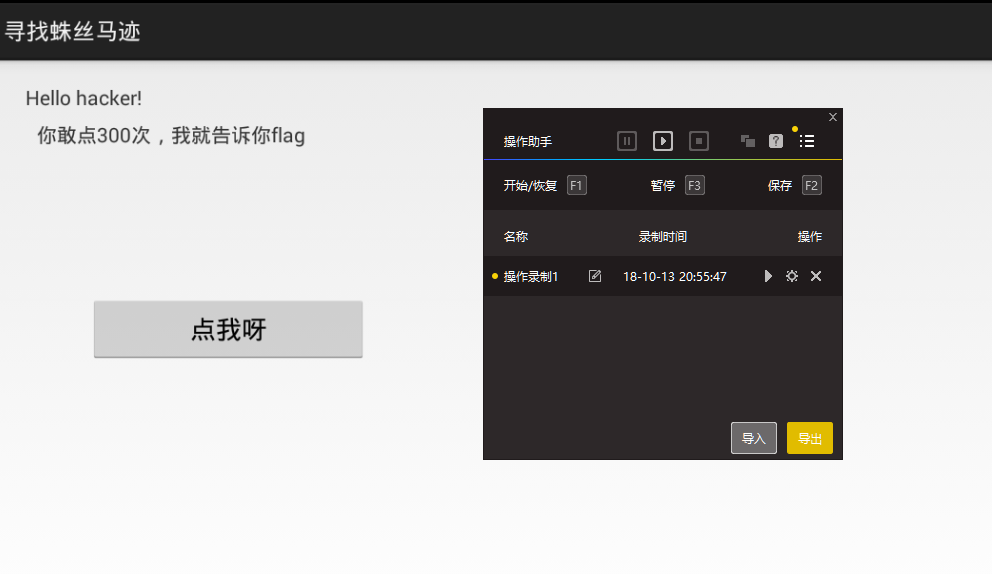 寻找蛛丝马迹
Hello hacker!
你敢点300次，我就告诉你flag
点我呀
X
操作助手
?
开始/恢复 F1 暂停 F3 保存 F2
名称 录制时间 操作
操作录制1 18-10-13 20:55:47
导入 导出